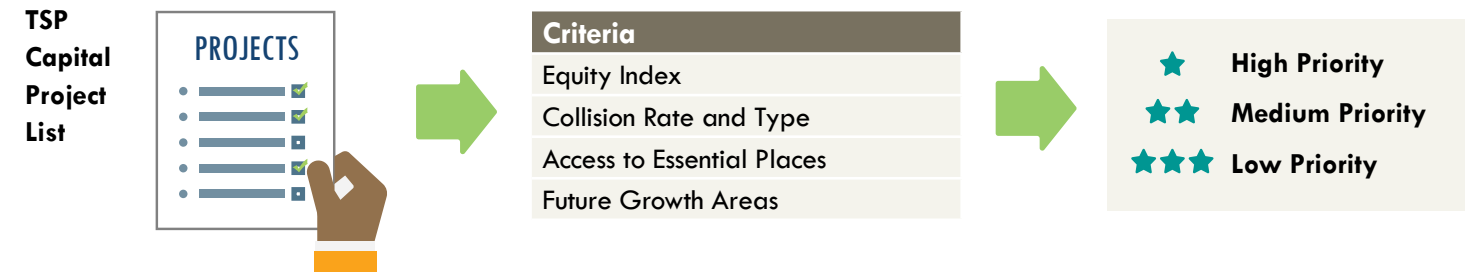 TSP
Capital
Project
List
PROJECTS
Criteria
Equity Index
Collision Rate and Type
Access to Essential Places
Future Growth Areas
High Priority
Medium Priority
Low Priority